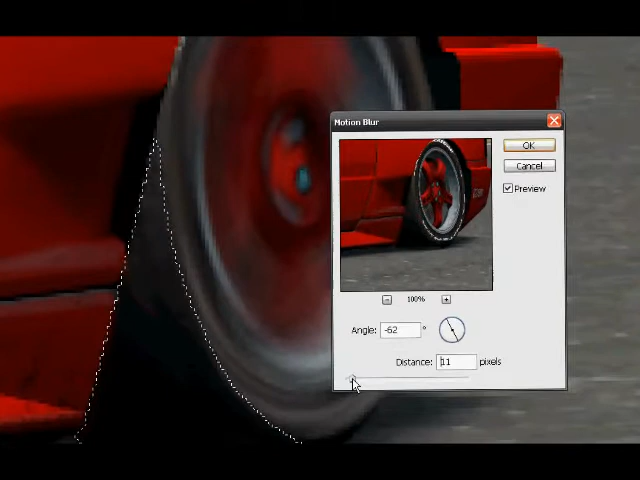 Motion Blur
OK
Cancel
Preview
100%
Angle: -62 °
Distance: 11 pixels